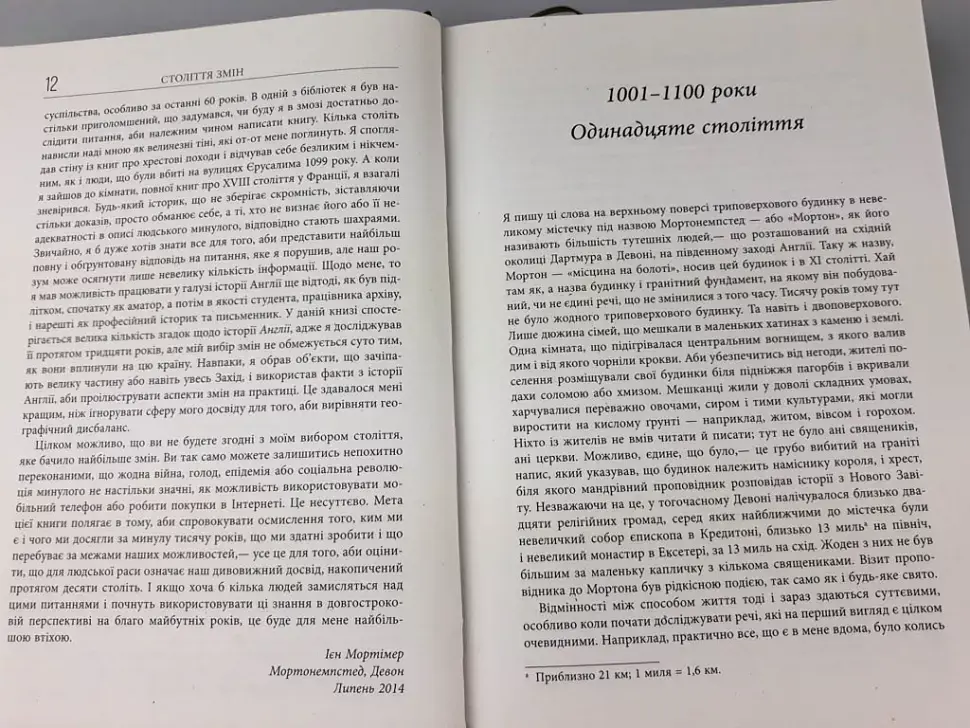 12
СТОЛІТТЯ ЗМІН
суспільства, особливо за останні 60 років. В одній з бібліотек я був на-
стільки приголомшений, що задумався, чи буду я в змозі достатньо до-
слідити питання, аби належним чином написати книгу. Кілька століть
нависли наді мною як величезні тіні, які от-от мене поглинуть. Я спогля-
дав стіну із книг про хрестові походи і відчував себе безликим і нікчем-
ним, як і люди, що були вбиті на вулицях Єрусалима 1099 року. А коли
я зайшов до кімнати, повної книг про XVIII століття у Франції, я взагалі
зневірився. Будь-який історик, що не зберігає скромність, зіставляючи
стільки доказів, просто обманює себе, а ті, хто не визнає його або її не-
адекватності в описі людського минулого, відповідно стають шахраями.
Звичайно, я б дуже хотів знати все для того, аби представити найбільш
повну і обґрунтовану відповідь на питання, яке я порушив, але наш ро-
зум може осягнути лише невелику кількість інформації. Щодо мене, то
я мав можливість працювати у галузі історії Англії ще відтоді, як був під-
літком, спочатку як аматор, а потім в якості студента, працівника архіву,
і нарешті як професійний історик та письменник. У даній книзі спосте-
рігається велика кількість згадок щодо історії Англії, адже я досліджував
її протягом тридцяти років, але мій вибір змін не обмежується суто тим,
як вони вплинули на цю країну. Навпаки, я обрав об'єкти, що зачіпа-
ють велику частину або навіть увесь Захід, і використав факти з історії
Англії, аби проілюструвати аспекти змін на практиці. Це здавалося мені
кращим, ніж ігнорувати сферу мого досвіду для того, аби вирівняти гео-
графічний дисбаланс.
Цілком можливо, що ви не будете згодні з моїм вибором століття,
яке бачило найбільше змін. Ви так само можете залишитись непохитно
переконаними, що жодна війна, голод, епідемія або соціальна револю-
ція минулого не настільки значні, як можливість використовувати мо-
більний телефон або робити покупки в Інтернеті. Це несуттєво. Мета
цієї книги полягає в тому, аби спровокувати осмислення того, ким ми
є і чого ми досягли за минулу тисячу років, що ми здатні зробити і що
перебуває за межами наших можливостей,— усе це для того, аби оціни-
ти, що для людської раси означає наш дивовижний досвід, накопичений
протягом десяти століть. І якщо хоча б кілька людей замисляться над
цими питаннями і почнуть використовувати ці знання в довгостроко-
вій перспективі на благо майбутніх років, це буде для мене найбіль-
шою втіхою.
Ієн Мортімер
Мортонемпстед, Девон
Липень 2014
1001–1100 роки
Одинадцяте століття
Я пишу ці слова на верхньому поверсі триповерхового будинку в неве-
ликому містечку під назвою Мортонемпстед — або «Мортон», як його
називають більшість тутешніх людей,— що розташований на східній
околиці Дартмура в Девоні, на південному заході Англії. Таку ж назву,
Мортон — «місцина на болоті», носив цей будинок і в XI столітті. Хай
там як, а назва будинку і гранітний фундамент, на якому він побудова-
ний, чи не єдині речі, що не змінилися з того часу. Тисячу років тому тут
не було жодного триповерхового будинку. Та навіть і двоповерхового.
Лише дюжина сімей, що мешкали в маленьких хатинах з каменю і землі.
Одна кімната, що підігрівалася центральним вогнищем, з якого валив
дим і від якого чорніли крокви. Аби убезпечитись від негоди, жителі по-
селення розміщували свої будинки біля підніжжя пагорбів і вкривали
дахи соломою або хмизом. Мешканці жили у доволі складних умовах,
харчувалися переважно овочами, сиром і тими культурами, які могли
виростити на кислому ґрунті — наприклад, житом, вівсом і горохом.
Ніхто із жителів не вмів читати й писати; тут не було ані священиків,
ані церкви. Можливо, єдине, що було,— це грубо вибитий на граніті
напис, який указував, що будинок належить наміснику короля, і хрест,
біля якого мандрівний проповідник розповідав історії з Нового Заві-
ту. Незважаючи на це, у тогочасному Девоні налічувалося близько два-
дцяти релігійних громад, серед яких найближчими до містечка були
невеличкий собор єпископа в Кредитоні, близько 13 миль* на північ,
і невеликий монастир в Ексетері, за 13 миль на схід. Жоден з них не був
більшим за маленьку капличку з кількома священиками. Візит пропо-
відника до Мортона був рідкісною подією, так само як і будь-яке свято.
Відмінності між способом життя тоді і зараз здаються суттєвими,
особливо коли почати досліджувати речі, які на перший вигляд є цілком
очевидними. Наприклад, практично все, що є в мене вдома, було колись
* Приблизно 21 км; 1 миля = 1,6 км.